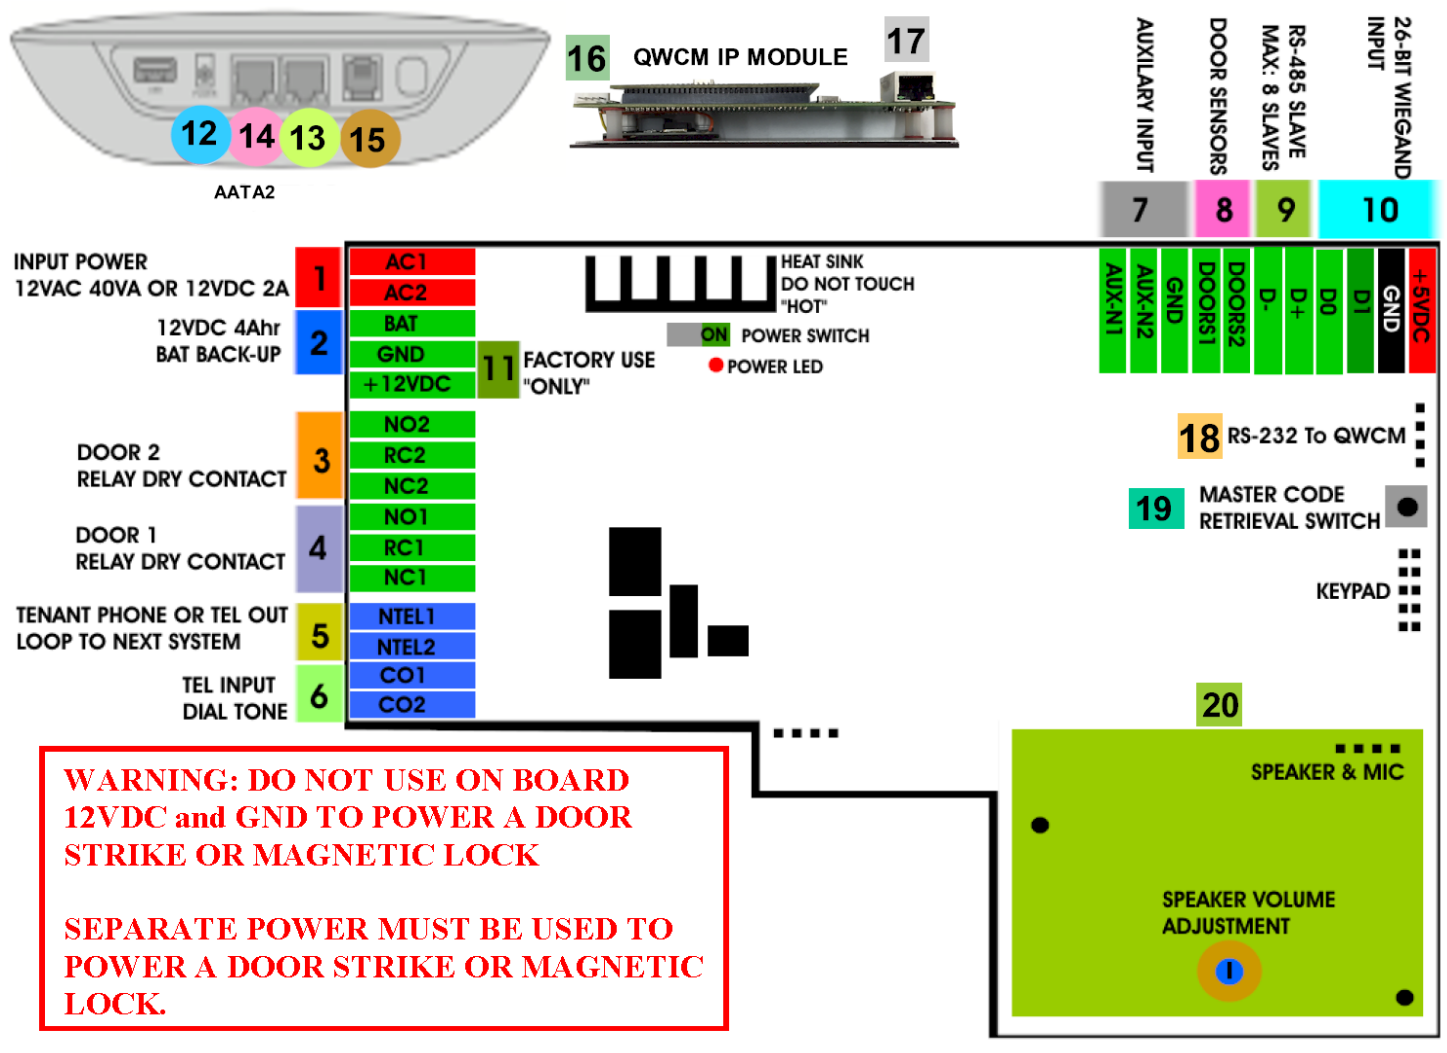 12
14
13
15
AATA2
16
QWCM IP MODULE
17
AUXILARY INPUT
DOOR SENSORS
RS-485 SLAVE
MAX: 8 SLAVES
26-BIT WIEGAND
INPUT
7
8
9
10
INPUT POWER
12VAC 40VA OR 12VDC 2A
1
AC1
AC2
12VDC 4Ahr
BAT BACK-UP
2
BAT
GND
+12VDC
11
FACTORY USE
"ONLY"
HEAT SINK
DO NOT TOUCH
"HOT"
ON
POWER SWITCH
POWER LED
AUX-N1
AUX-N2
GND
DOORS1
DOORS2
D-
D+
D0
D1
GND
+5VDC
DOOR 2
RELAY DRY CONTACT
3
NO2
RC2
NC2
DOOR 1
RELAY DRY CONTACT
4
NO1
RC1
NC1
TENANT PHONE OR TEL OUT
LOOP TO NEXT SYSTEM
5
NTEL1
NTEL2
TEL INPUT
DIAL TONE
6
CO1
CO2
18
RS-232 To QWCM
19
MASTER CODE
RETRIEVAL SWITCH
KEYPAD
20
SPEAKER & MIC
SPEAKER VOLUME
ADJUSTMENT
WARNING: DO NOT USE ON BOARD
12VDC and GND TO POWER A DOOR
STRIKE OR MAGNETIC LOCK
SEPARATE POWER MUST BE USED TO
POWER A DOOR STRIKE OR MAGNETIC
LOCK.